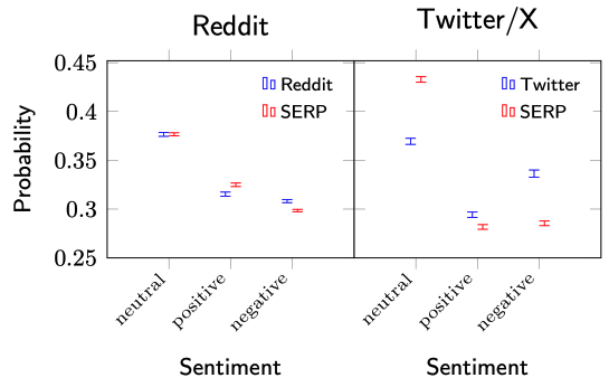 Reddit
Twitter/X
Probability
0.45
0.4
0.35
0.3
0.25
Reddit
SERP
Twitter
SERP
neutral
positive
negative
neutral
positive
negative
Sentiment
Sentiment